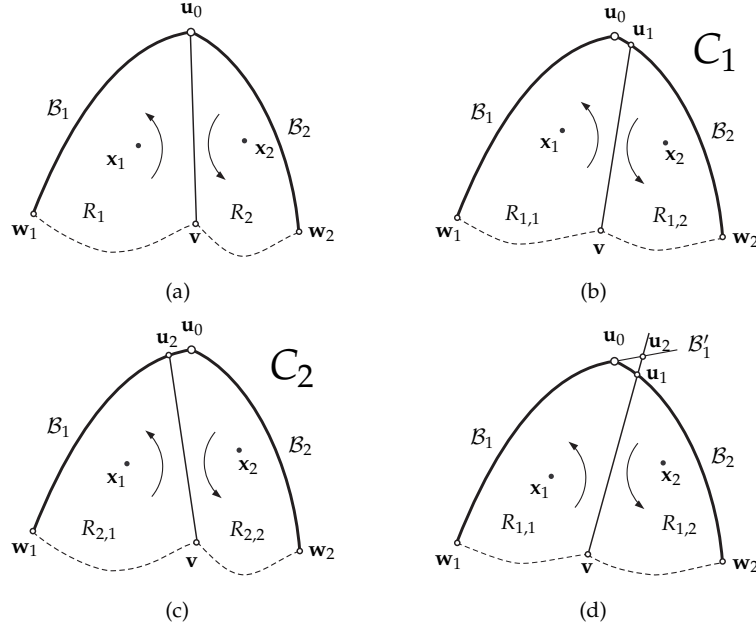 u₀
B₁
B₂
x₁
x₂
R₁
R₂
w₁
v
w₂
(a)
u₀
u₁
C₁
B₁
B₂
x₁
x₂
R₁,₁
R₁,₂
w₁
v
w₂
(b)
u₂
u₀
C₂
B₁
B₂
x₁
x₂
R₂,₁
R₂,₂
w₁
v
w₂
(c)
u₀
u₂
B′₁
u₁
B₁
B₂
x₁
x₂
R₁,₁
R₁,₂
w₁
v
w₂
(d)